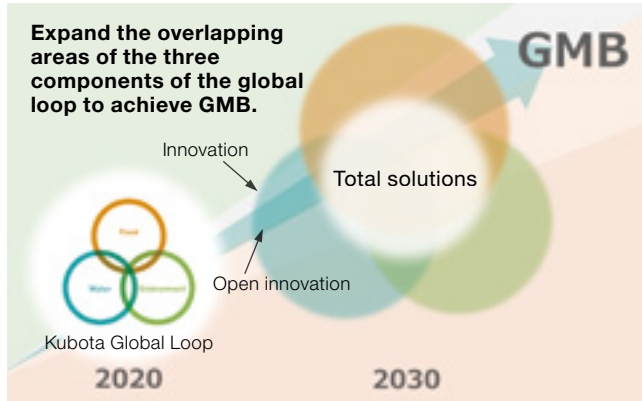 Expand the overlapping
areas of the three
components of the global
loop to achieve GMB.
GMB
Innovation
Total solutions
Open innovation
Food
Water
Environment
Kubota Global Loop
2020
2030